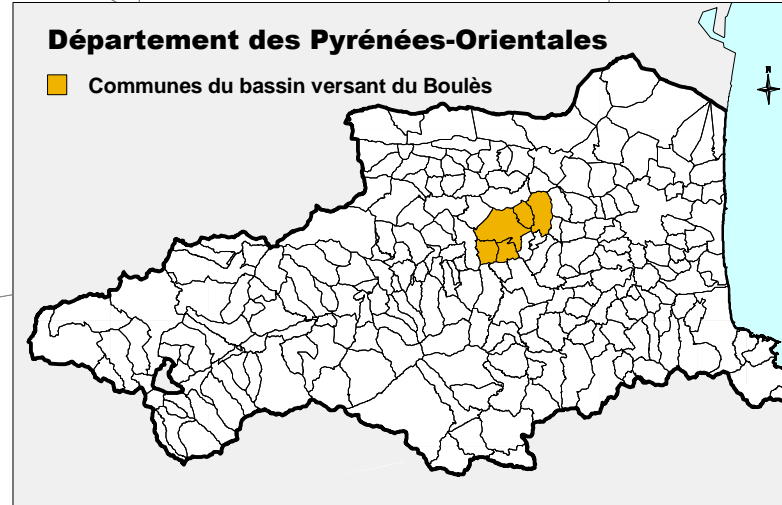 Département des Pyrénées-Orientales
Communes du bassin versant du Boulès
N